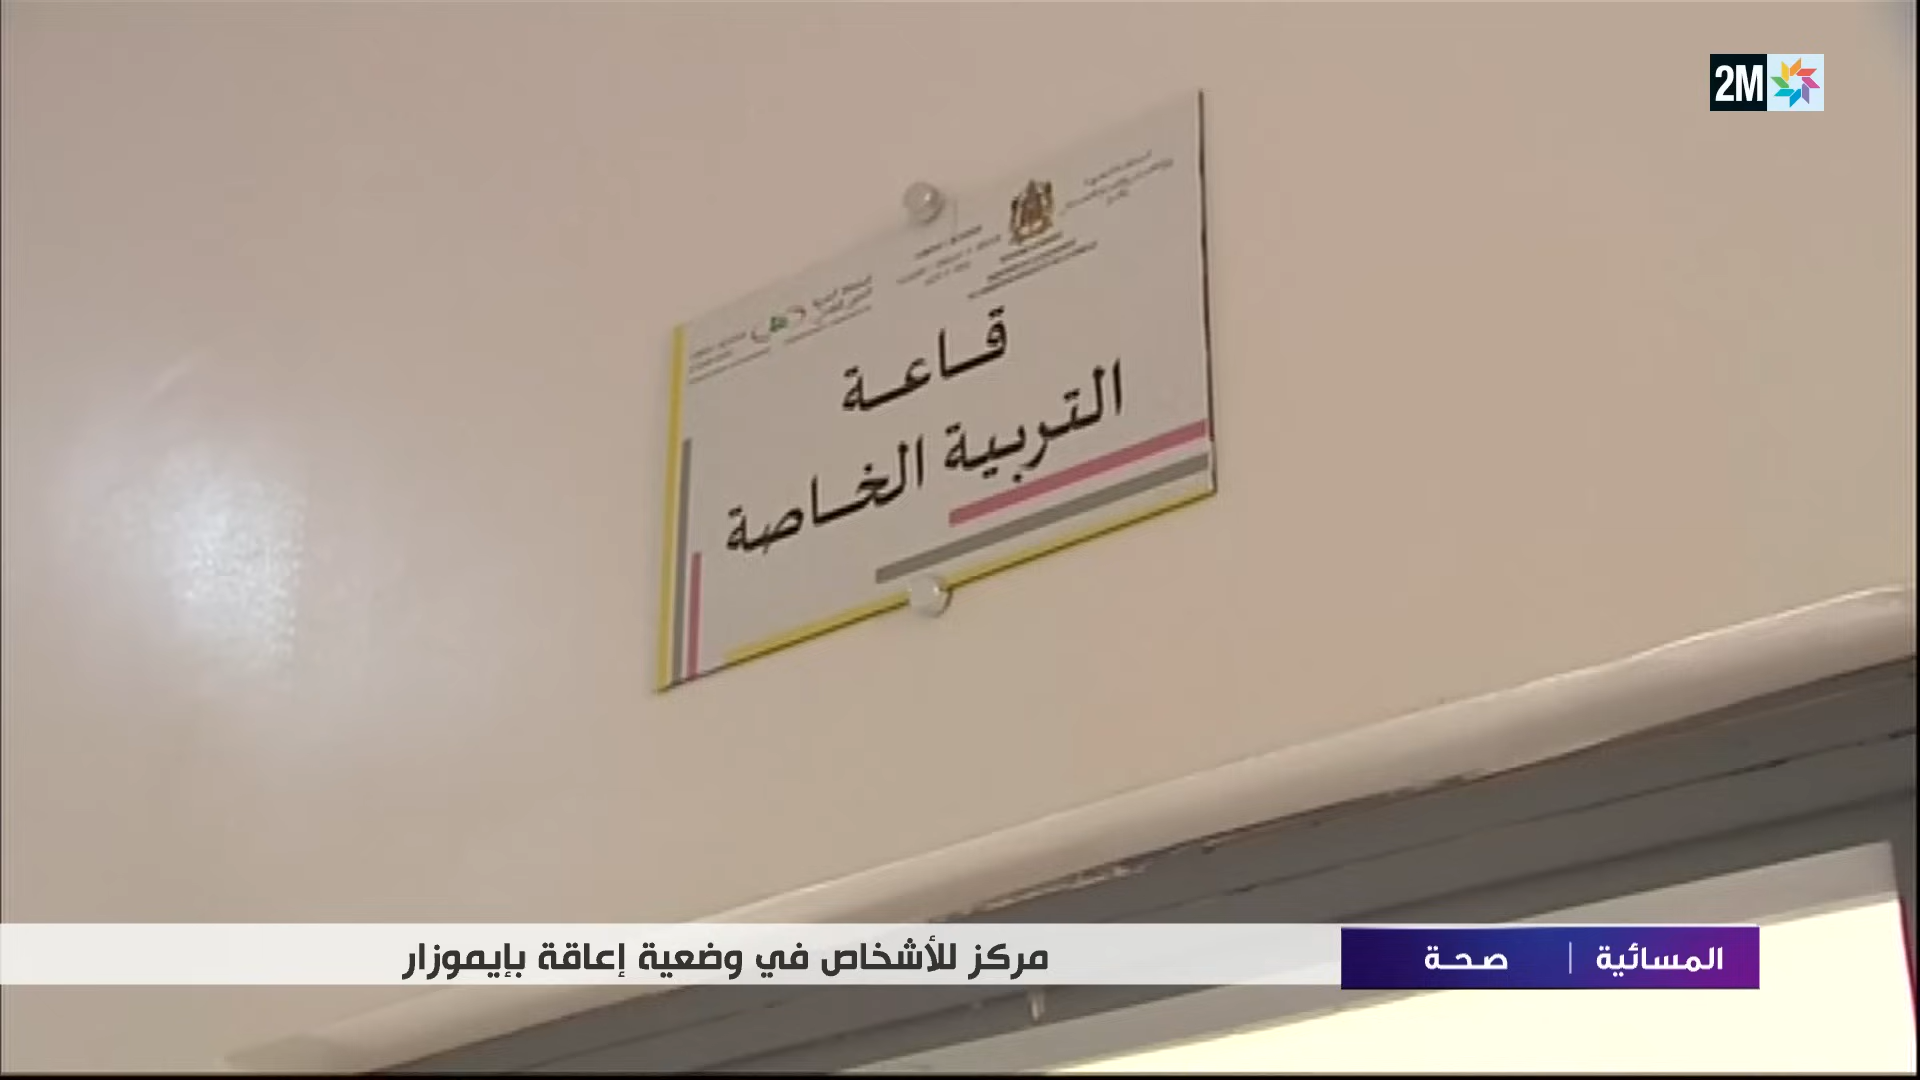 2M
قاعة
التربية الخاصة
المسائية | صحة
مركز للأشخاص في وضعية إعاقة بإيموزار